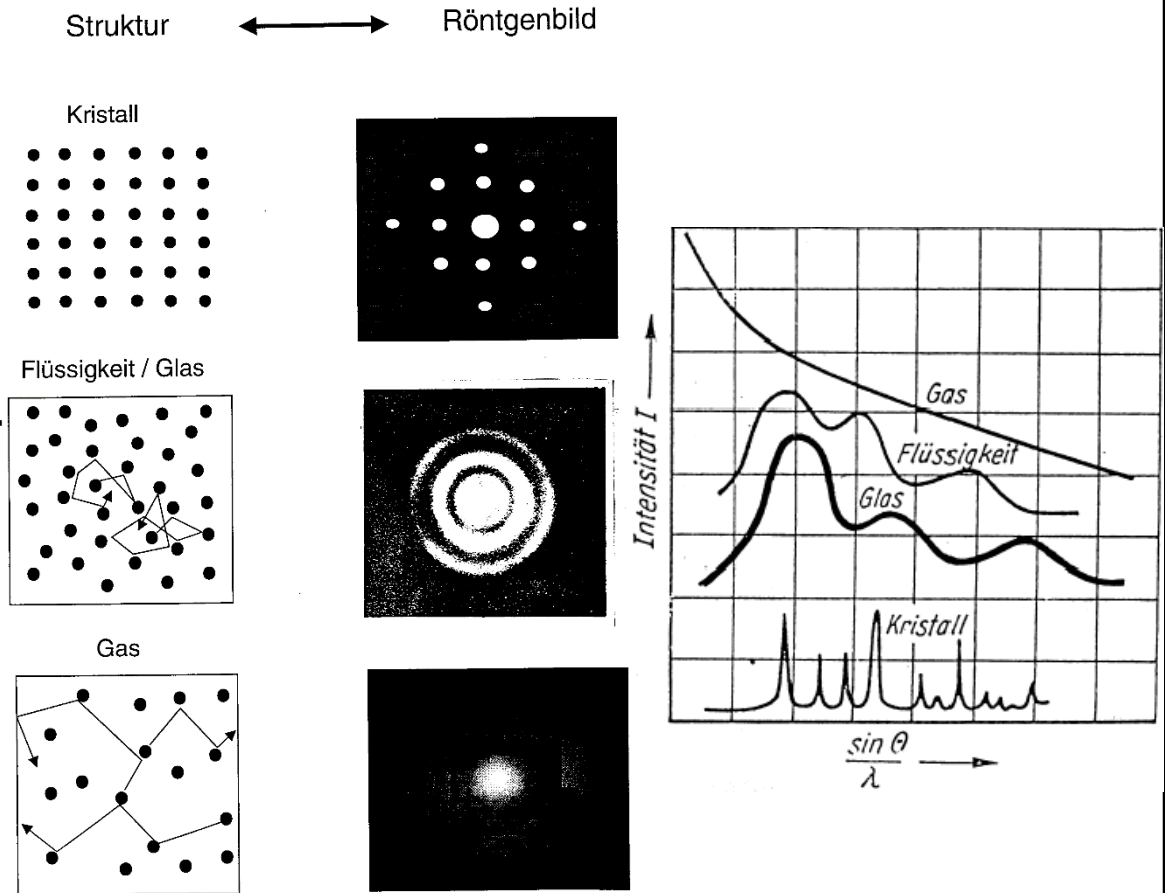 Struktur
Röntgenbild
Kristall
Flüssigkeit / Glas
Gas
Intensität I
Gas
Flüssigkeit
Glas
Kristall
sin Θ
λ